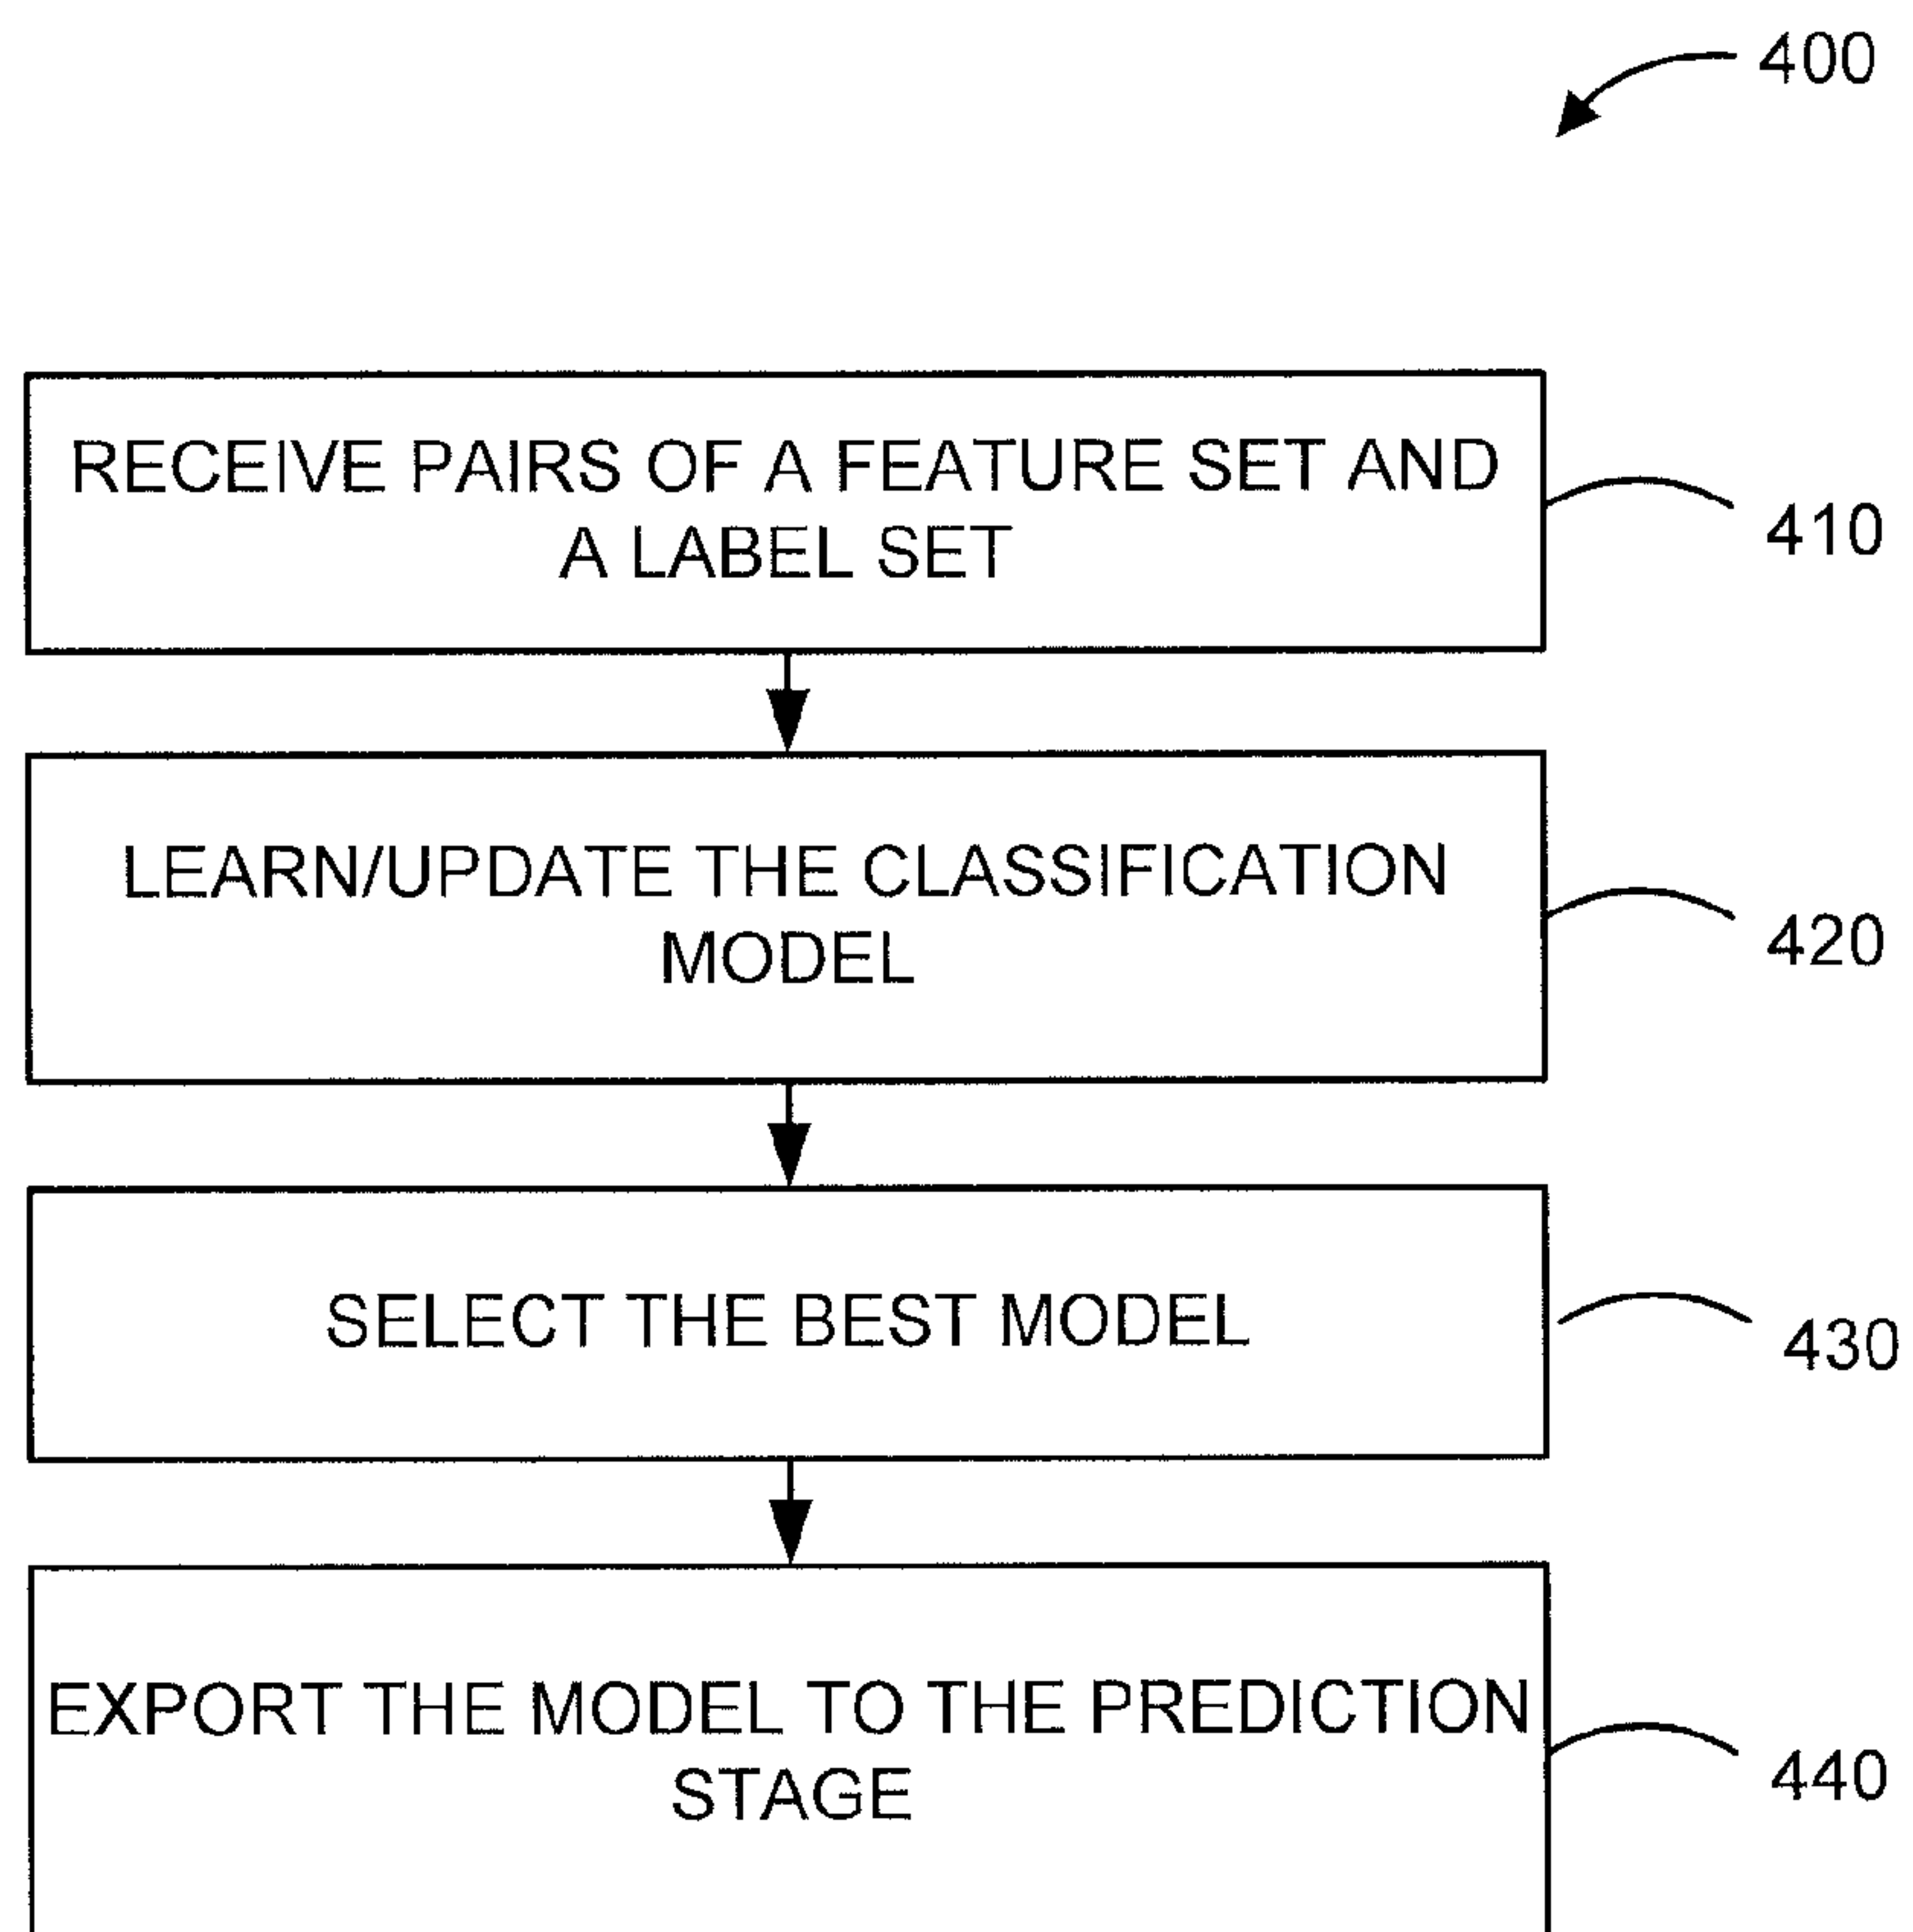 400
RECEIVE PAIRS OF A FEATURE SET AND
A LABEL SET
410
LEARN/UPDATE THE CLASSIFICATION
MODEL
420
SELECT THE BEST MODEL
430
EXPORT THE MODEL TO THE PREDICTION
STAGE
440